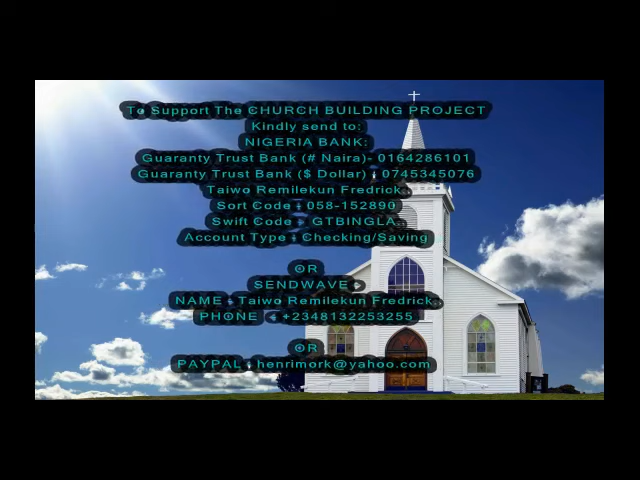 To Support The CHURCH BUILDING PROJECT
Kindly send to:
NIGERIA BANK:
Guaranty Trust Bank (# Naira)- 0164286101
Guaranty Trust Bank ($ Dollar) - 0745345076
Taiwo Remilekun Fredrick.
Sort Code - 058-152890
Swift Code - GTBINGLA.
Account Type - Checking/Saving
OR
SENDWAVE -
NAME - Taiwo Remilekun Fredrick.
PHONE - +2348132253255
OR
PAYPAL - henrimork@yahoo.com